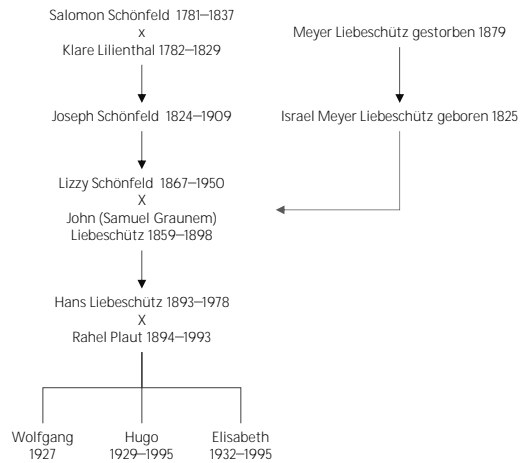 Salomon Schönfeld 1781–1837
x
Klare Lilienthal 1782–1829
Meyer Liebeschütz gestorben 1879
Joseph Schönfeld 1824–1909
Israel Meyer Liebeschütz geboren 1825
Lizzy Schönfeld 1867–1950
X
John (Samuel Graunem)
Liebeschütz 1859–1898
Hans Liebeschütz 1893–1978
X
Rahel Plaut 1894–1993
Wolfgang
1927
Hugo
1929–1995
Elisabeth
1932–1995